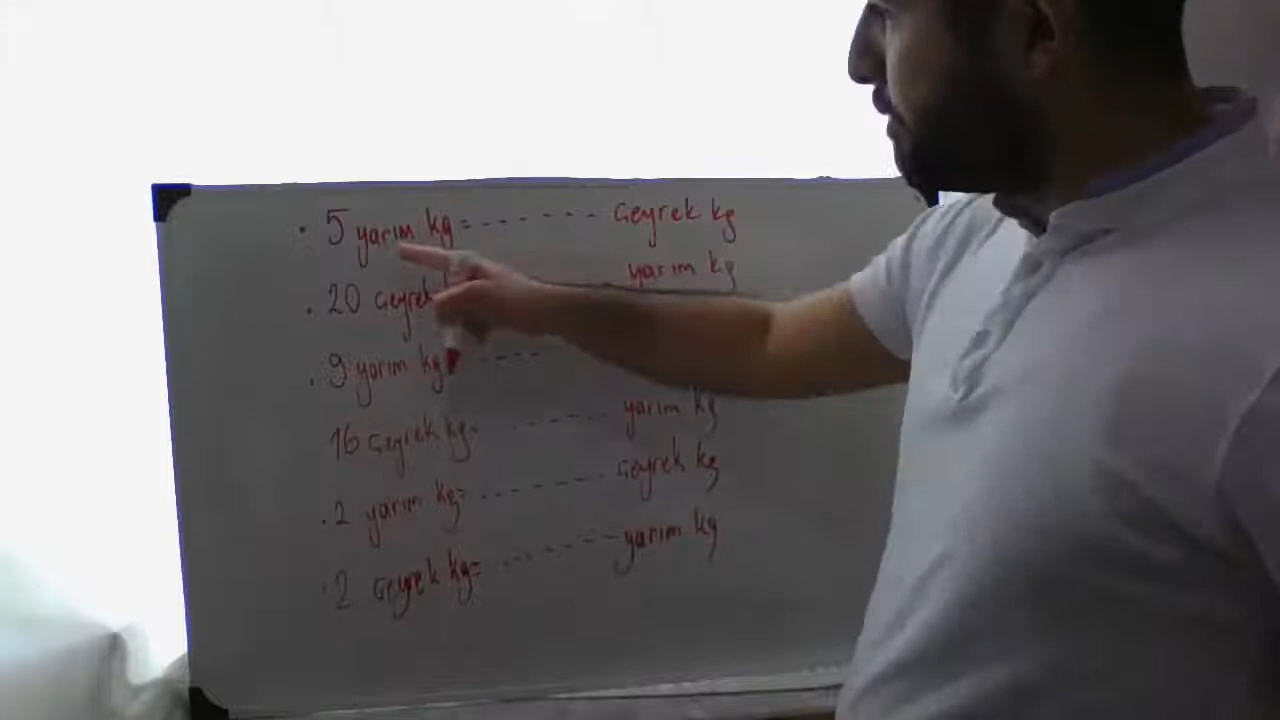 . 5 yarım kg = - - - - - - Çeyrek kg
. 20 Çeyrek yarım kg
. 9 yarım kg - - -
16 Çeyrek kg= - - - - - yarım kg
. 2 yarım kg= - - - - - - Çeyrek kg
. 2 Çeyrek kg= - - - - - - yarım kg